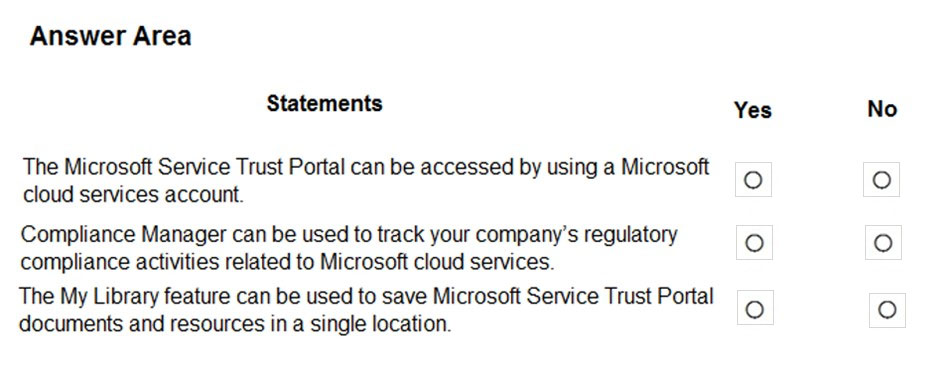 Answer Area
Statements Yes No
The Microsoft Service Trust Portal can be accessed by using a Microsoft
cloud services account.
Compliance Manager can be used to track your company’s regulatory
compliance activities related to Microsoft cloud services.
The My Library feature can be used to save Microsoft Service Trust Portal
documents and resources in a single location.